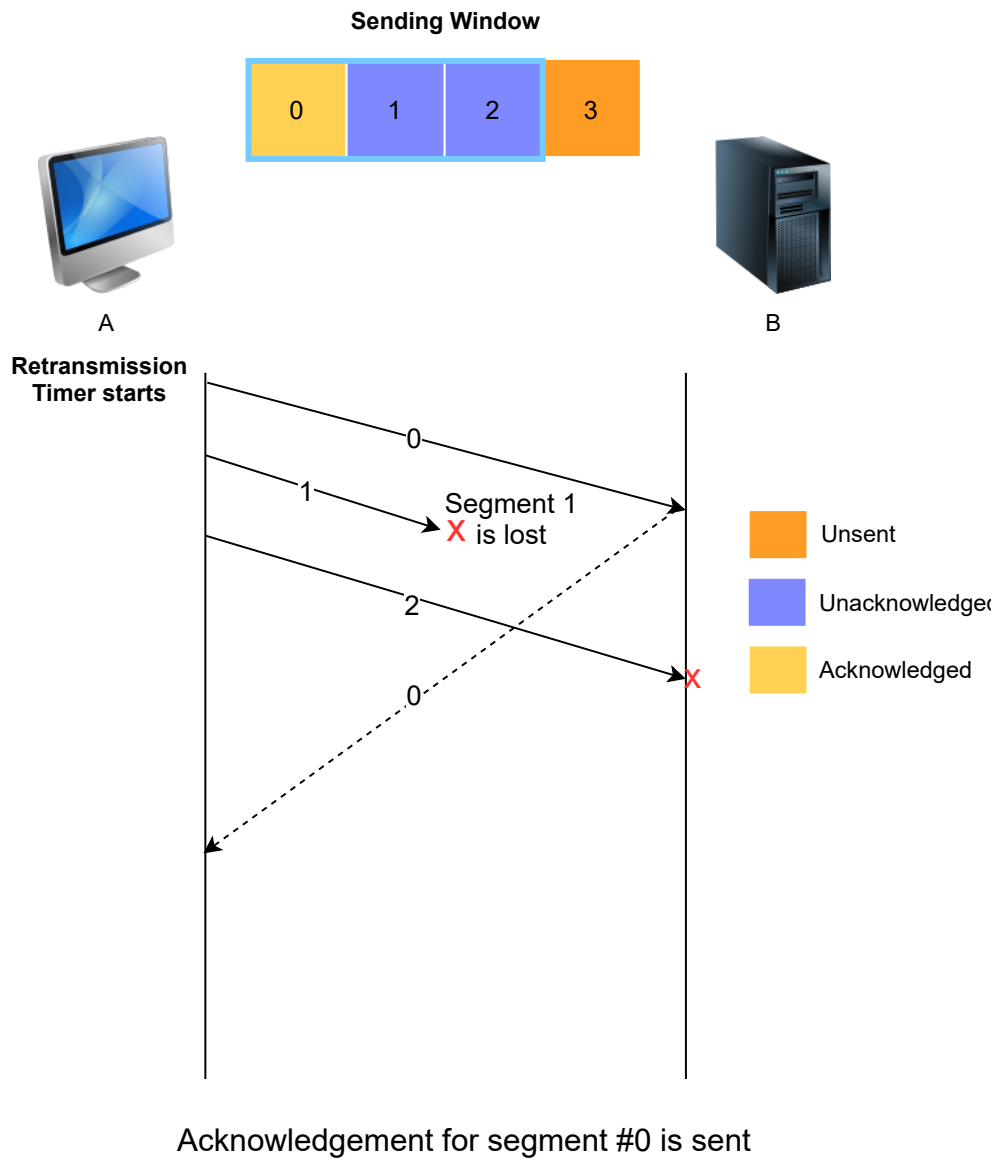 Sending Window
0 1 2 3
A
B
Retransmission
Timer starts
0
1
Segment 1
X is lost
2
X
0
Unsent
Unacknowledged
Acknowledged
Acknowledgement for segment #0 is sent